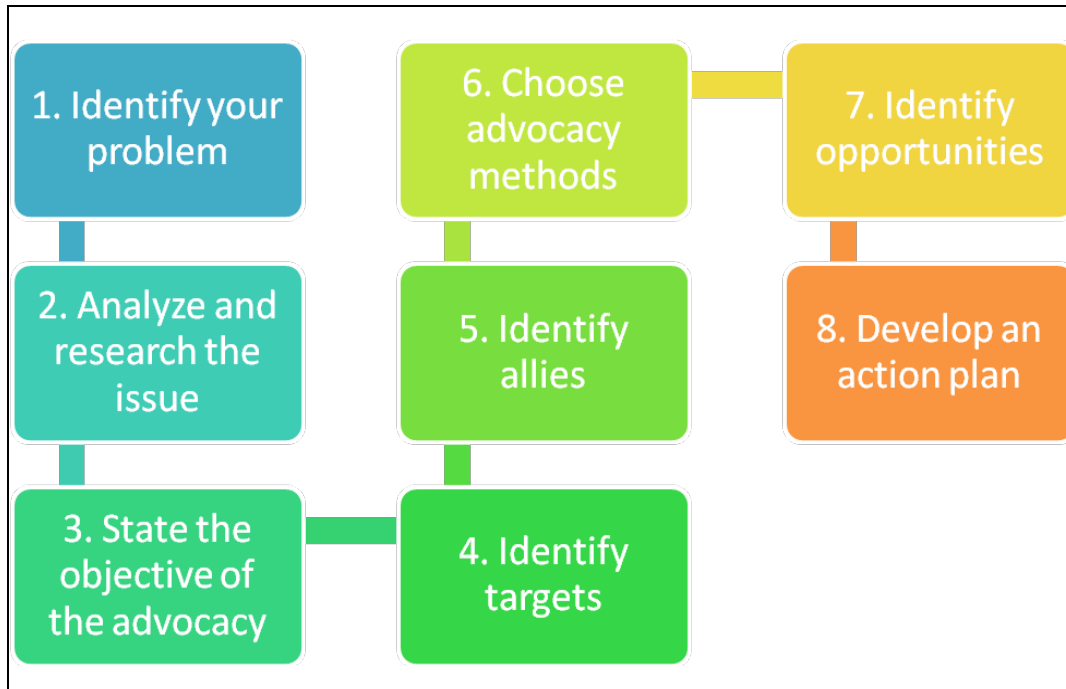 1. Identify your
problem
2. Analyze and
research the
issue
3. State the
objective of
the advocacy
4. Identify
targets
5. Identify
allies
6. Choose
advocacy
methods
7. Identify
opportunities
8. Develop an
action plan